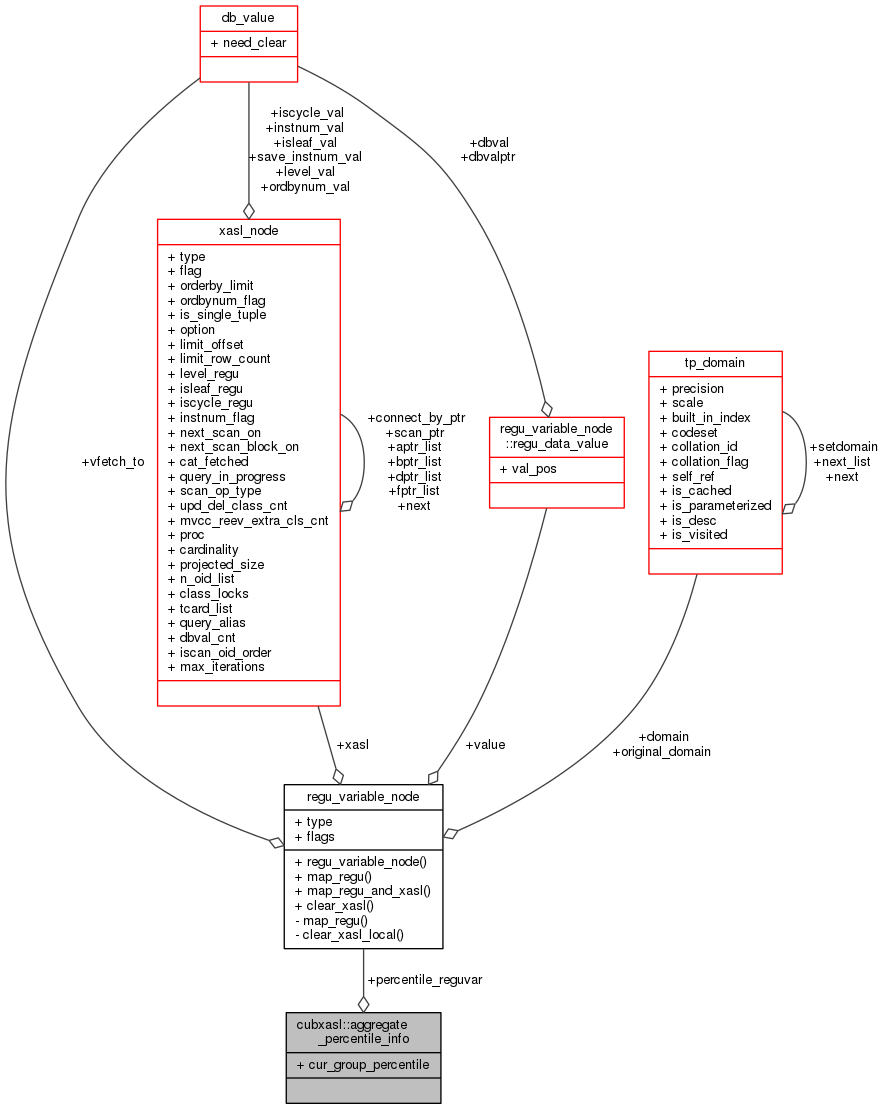 db_value
+ need_clear
+iscycle_val
+instnum_val
+isleaf_val
+save_instnum_val
+level_val
+ordbynum_val
+dbval
+dbvalptr
xasl_node
+ type
+ flag
+ orderby_limit
+ ordbynum_flag
+ is_single_tuple
+ option
+ limit_offset
+ limit_row_count
+ level_regu
+ isleaf_regu
+ iscycle_regu
+ instnum_flag
+ next_scan_on
+ next_scan_block_on
+ cat_fetched
+ query_in_progress
+ scan_op_type
+ upd_del_class_cnt
+ mvcc_reev_extra_cls_cnt
+ proc
+ cardinality
+ projected_size
+ n_oid_list
+ class_locks
+ tcard_list
+ query_alias
+ dbval_cnt
+ iscan_oid_order
+ max_iterations
+connect_by_ptr
+scan_ptr
+aptr_list
+bptr_list
+dptr_list
+fptr_list
+next
regu_variable_node
::regu_data_value
+ val_pos
tp_domain
+ precision
+ scale
+ built_in_index
+ codeset
+ collation_id
+ collation_flag
+ self_ref
+ is_cached
+ is_parameterized
+ is_desc
+ is_visited
+setdomain
+next_list
+next
+vfetch_to
+xasl
+value
+domain
+original_domain
regu_variable_node
+ type
+ flags
+ regu_variable_node()
+ map_regu()
+ map_regu_and_xasl()
+ clear_xasl()
- map_regu()
- clear_xasl_local()
+percentile_reguvar
cubxasl::aggregate
_percentile_info
+ cur_group_percentile